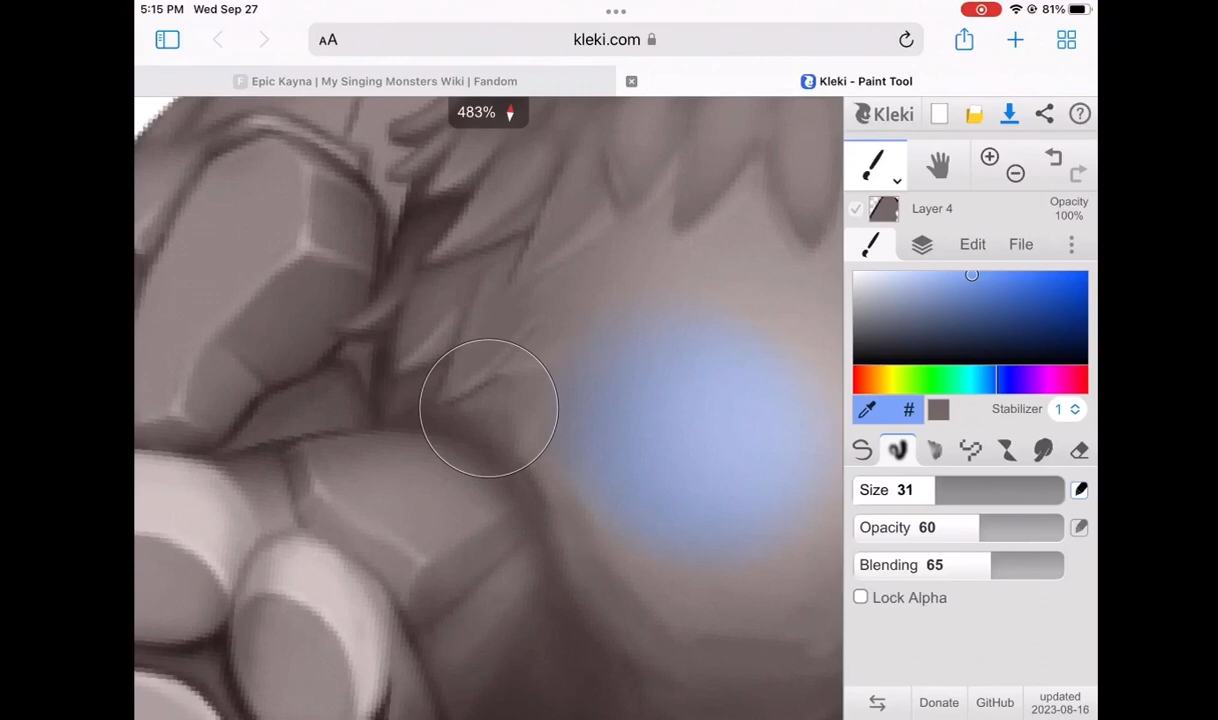 5:15 PM Wed Sep 27
81%
AA
kleki.com
Epic Kayna | My Singing Monsters Wiki | Fandom
Kleki - Paint Tool
483%
Kleki
Layer 4
Opacity
100%
Edit
File
#
Stabilizer
1
Size 31
Opacity 60
Blending 65
Lock Alpha
Donate
GitHub
updated
2023-08-16